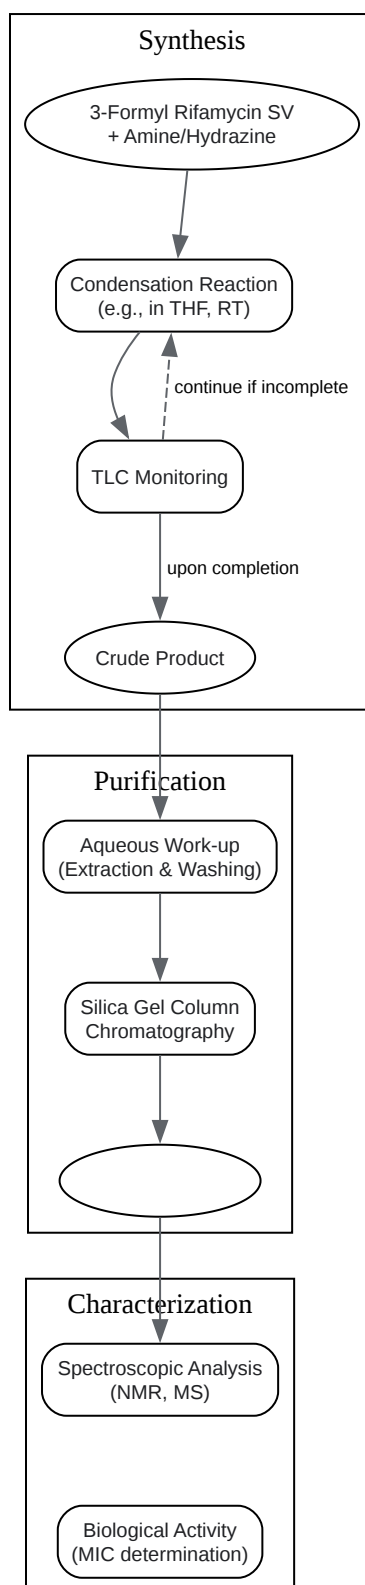 Synthesis
3-Formyl Rifamycin SV
+ Amine/Hydrazine
Condensation Reaction
(e.g., in THF, RT)
continue if incomplete
TLC Monitoring
upon completion
Crude Product
Purification
Aqueous Work-up
(Extraction & Washing)
Silica Gel Column
Chromatography
Characterization
Spectroscopic Analysis
(NMR, MS)
Biological Activity
(MIC determination)